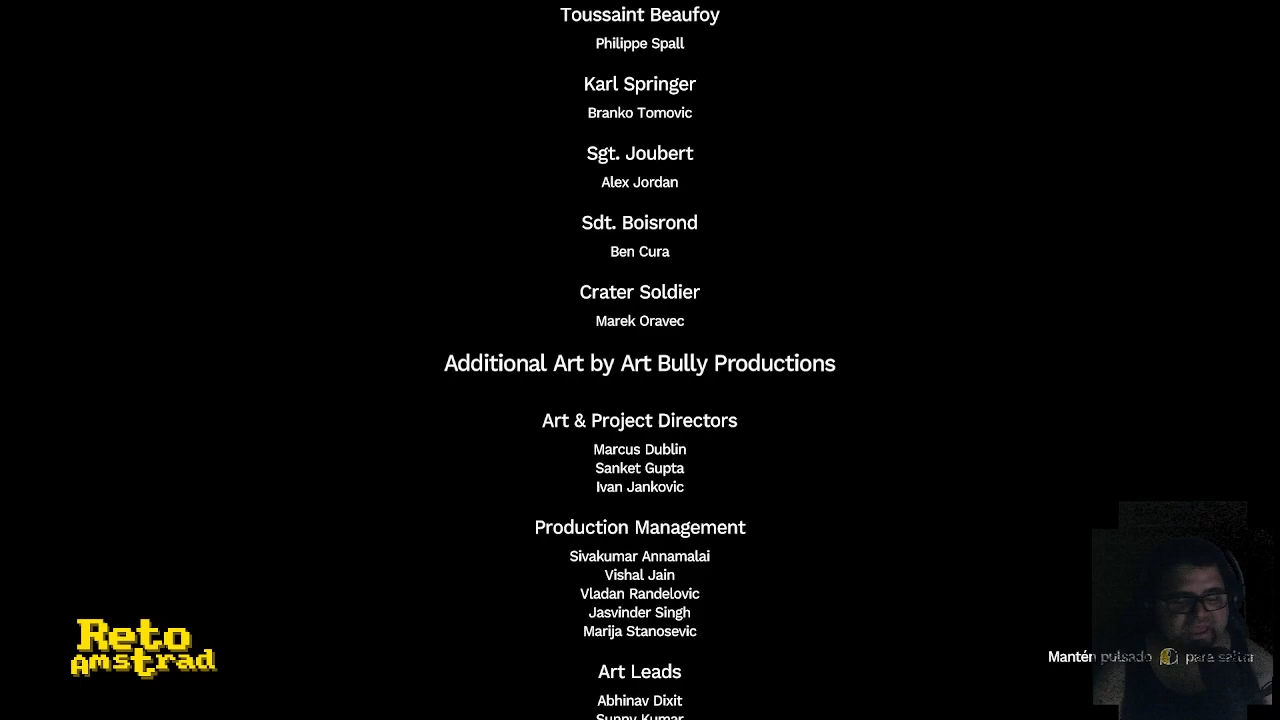 Toussaint Beaufoy
Philippe Spall
Karl Springer
Branko Tomovic
Sgt. Joubert
Alex Jordan
Sdt. Boisrond
Ben Cura
Crater Soldier
Marek Oravec
Additional Art by Art Bully Productions
Art & Project Directors
Marcus Dublin
Sanket Gupta
Ivan Jankovic
Production Management
Sivakumar Annamalai
Vishal Jain
Vladan Randelovic
Jasvinder Singh
Marija Stanosevic
Art Leads
Abhinav Dixit
Sunny Kumar
Reto
Amstrad
Mantén pulsado para saltar